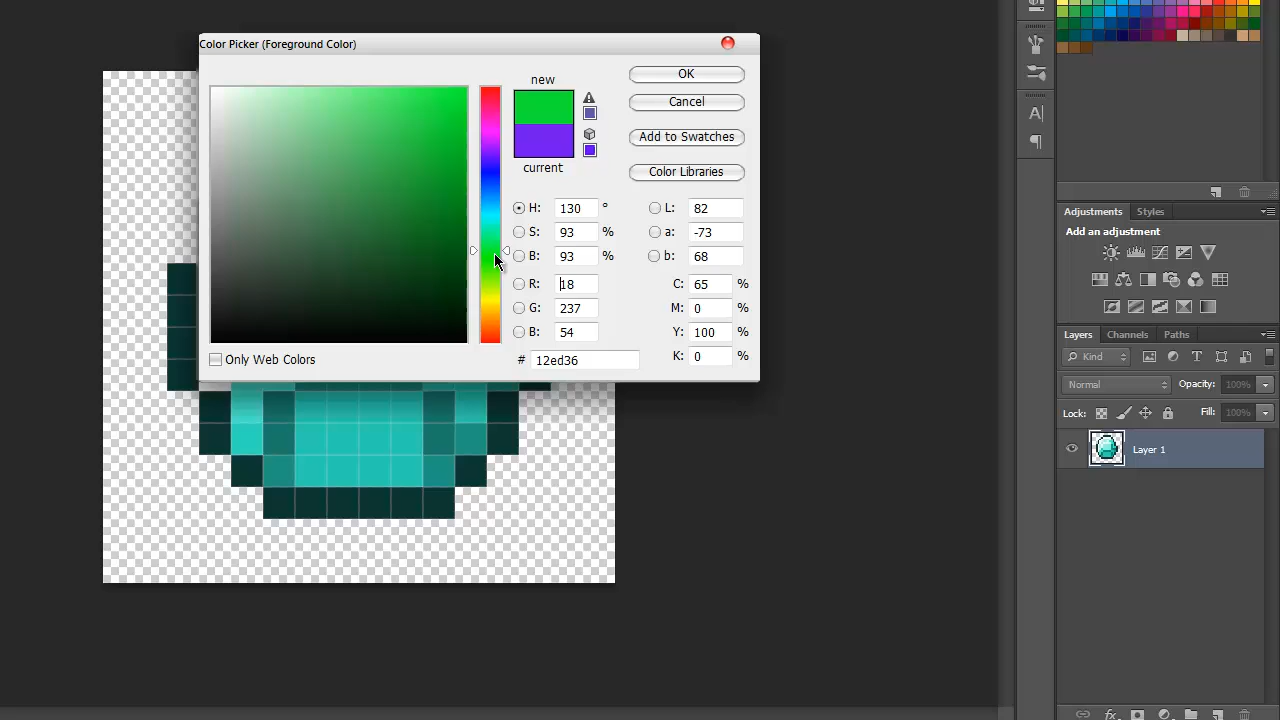 Color Picker (Foreground Color)
new
current
OK
Cancel
Add to Swatches
Color Libraries
H: 130 °
S: 93 %
B: 93 %
R: 18
G: 237
B: 54
L: 82
a: -73
b: 68
C: 65 %
M: 0 %
Y: 100 %
K: 0 %
# 12ed36
Only Web Colors
Adjustments Styles
Add an adjustment
Layers Channels Paths
Kind
Normal Opacity: 100%
Lock: Fill: 100%
Layer 1
fx